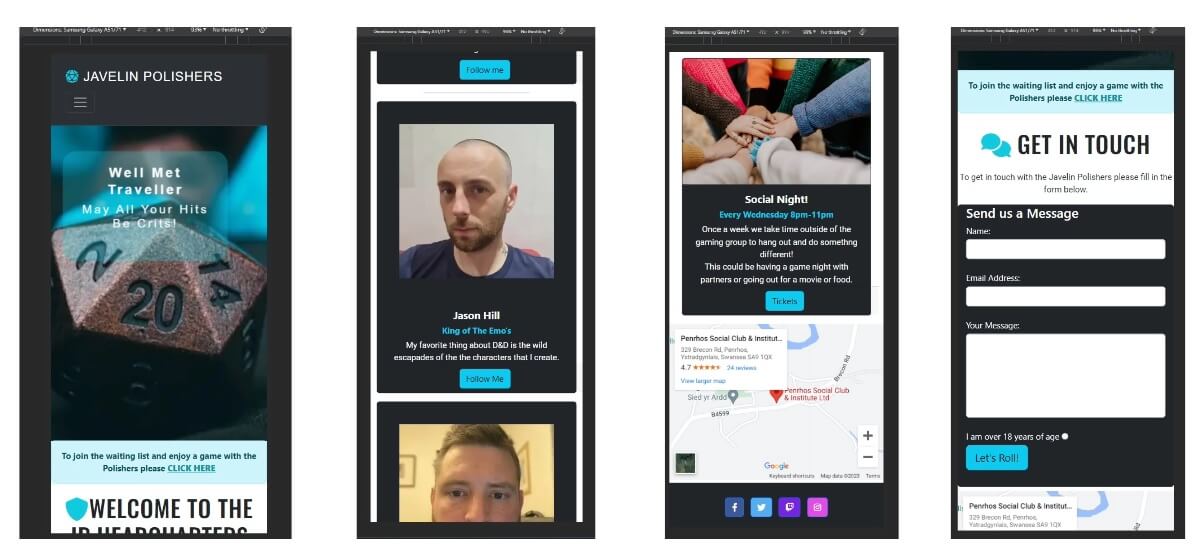 Dimensions: Samsung Galaxy A51/71 ▾ 412 × 914 93% ▾ No throttling ▾
JAVELIN POLISHERS
Well Met
Traveller
May All Your Hits
Be Crits!
20
2
14
To join the waiting list and enjoy a game with the
Polishers please CLICK HERE
WELCOME TO THE
JP HEADQUARTERS
Dimensions: Samsung Galaxy A51/71 ▾ No throttling ▾
Follow me
Jason Hill
King of The Emo's
My favorite thing about D&D is the wild
escapades of the the characters that I create.
Follow Me
Dimensions: Samsung Galaxy A51/71 ▾ No throttling ▾
Social Night!
Every Wednesday 8pm-11pm
Once a week we take time outside of the
gaming group to hang out and do somethng
different!
This could be having a game night with
partners or going out for a movie or food.
Tickets
Penrhos Social Club & Institut...
329 Brecon Rd, Penrhos,
Ystradgynlais, Swansea SA9 1QX
4.7 24 reviews
View larger map
Brecon Rd
Sied yr Ardd
Penrhos Social Club
& Institute Ltd
B4599
Google
Keyboard shortcuts Map data ©2023 Terms
Dimensions: Samsung Galaxy A51/71 ▾ No throttling ▾
To join the waiting list and enjoy a game with the
Polishers please CLICK HERE
GET IN TOUCH
To get in touch with the Javelin Polishers please fill in the
form below.
Send us a Message
Name:
Email Address:
Your Message:
I am over 18 years of age
Let's Roll!
Penrhos Social Club & Institut...
329 Brecon Rd, Penrhos,
Ystradgynlais, Swansea SA9 1QX